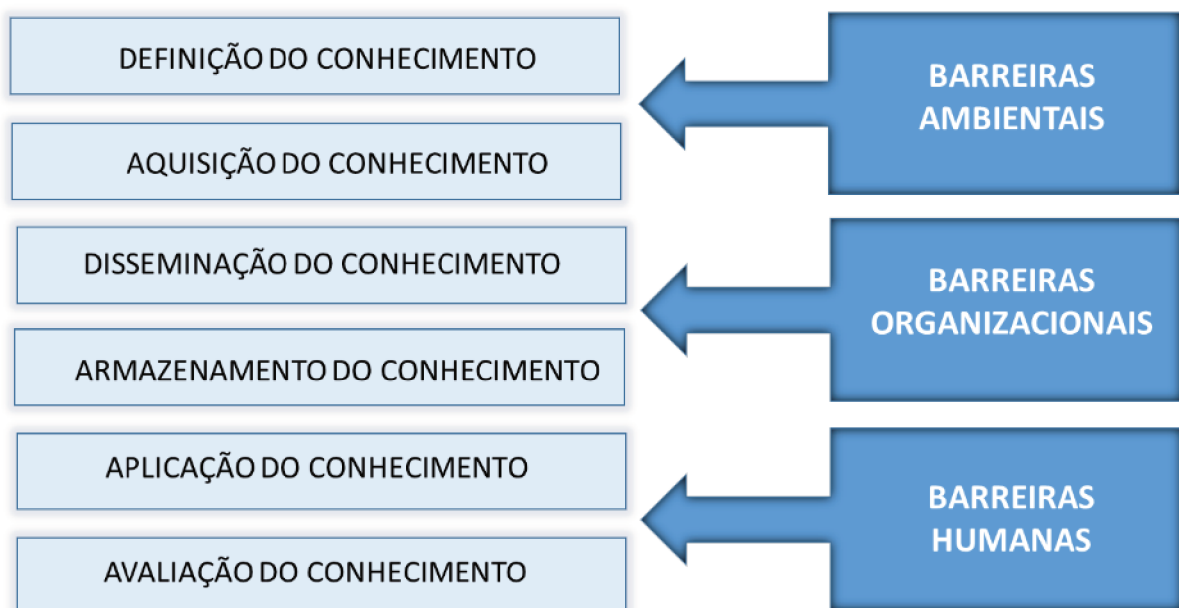 DEFINIÇÃO DO CONHECIMENTO
AQUISIÇÃO DO CONHECIMENTO
DISSEMINAÇÃO DO CONHECIMENTO
ARMAZENAMENTO DO CONHECIMENTO
APLICAÇÃO DO CONHECIMENTO
AVALIAÇÃO DO CONHECIMENTO
BARREIRAS
AMBIENTAIS
BARREIRAS
ORGANIZACIONAIS
BARREIRAS
HUMANAS